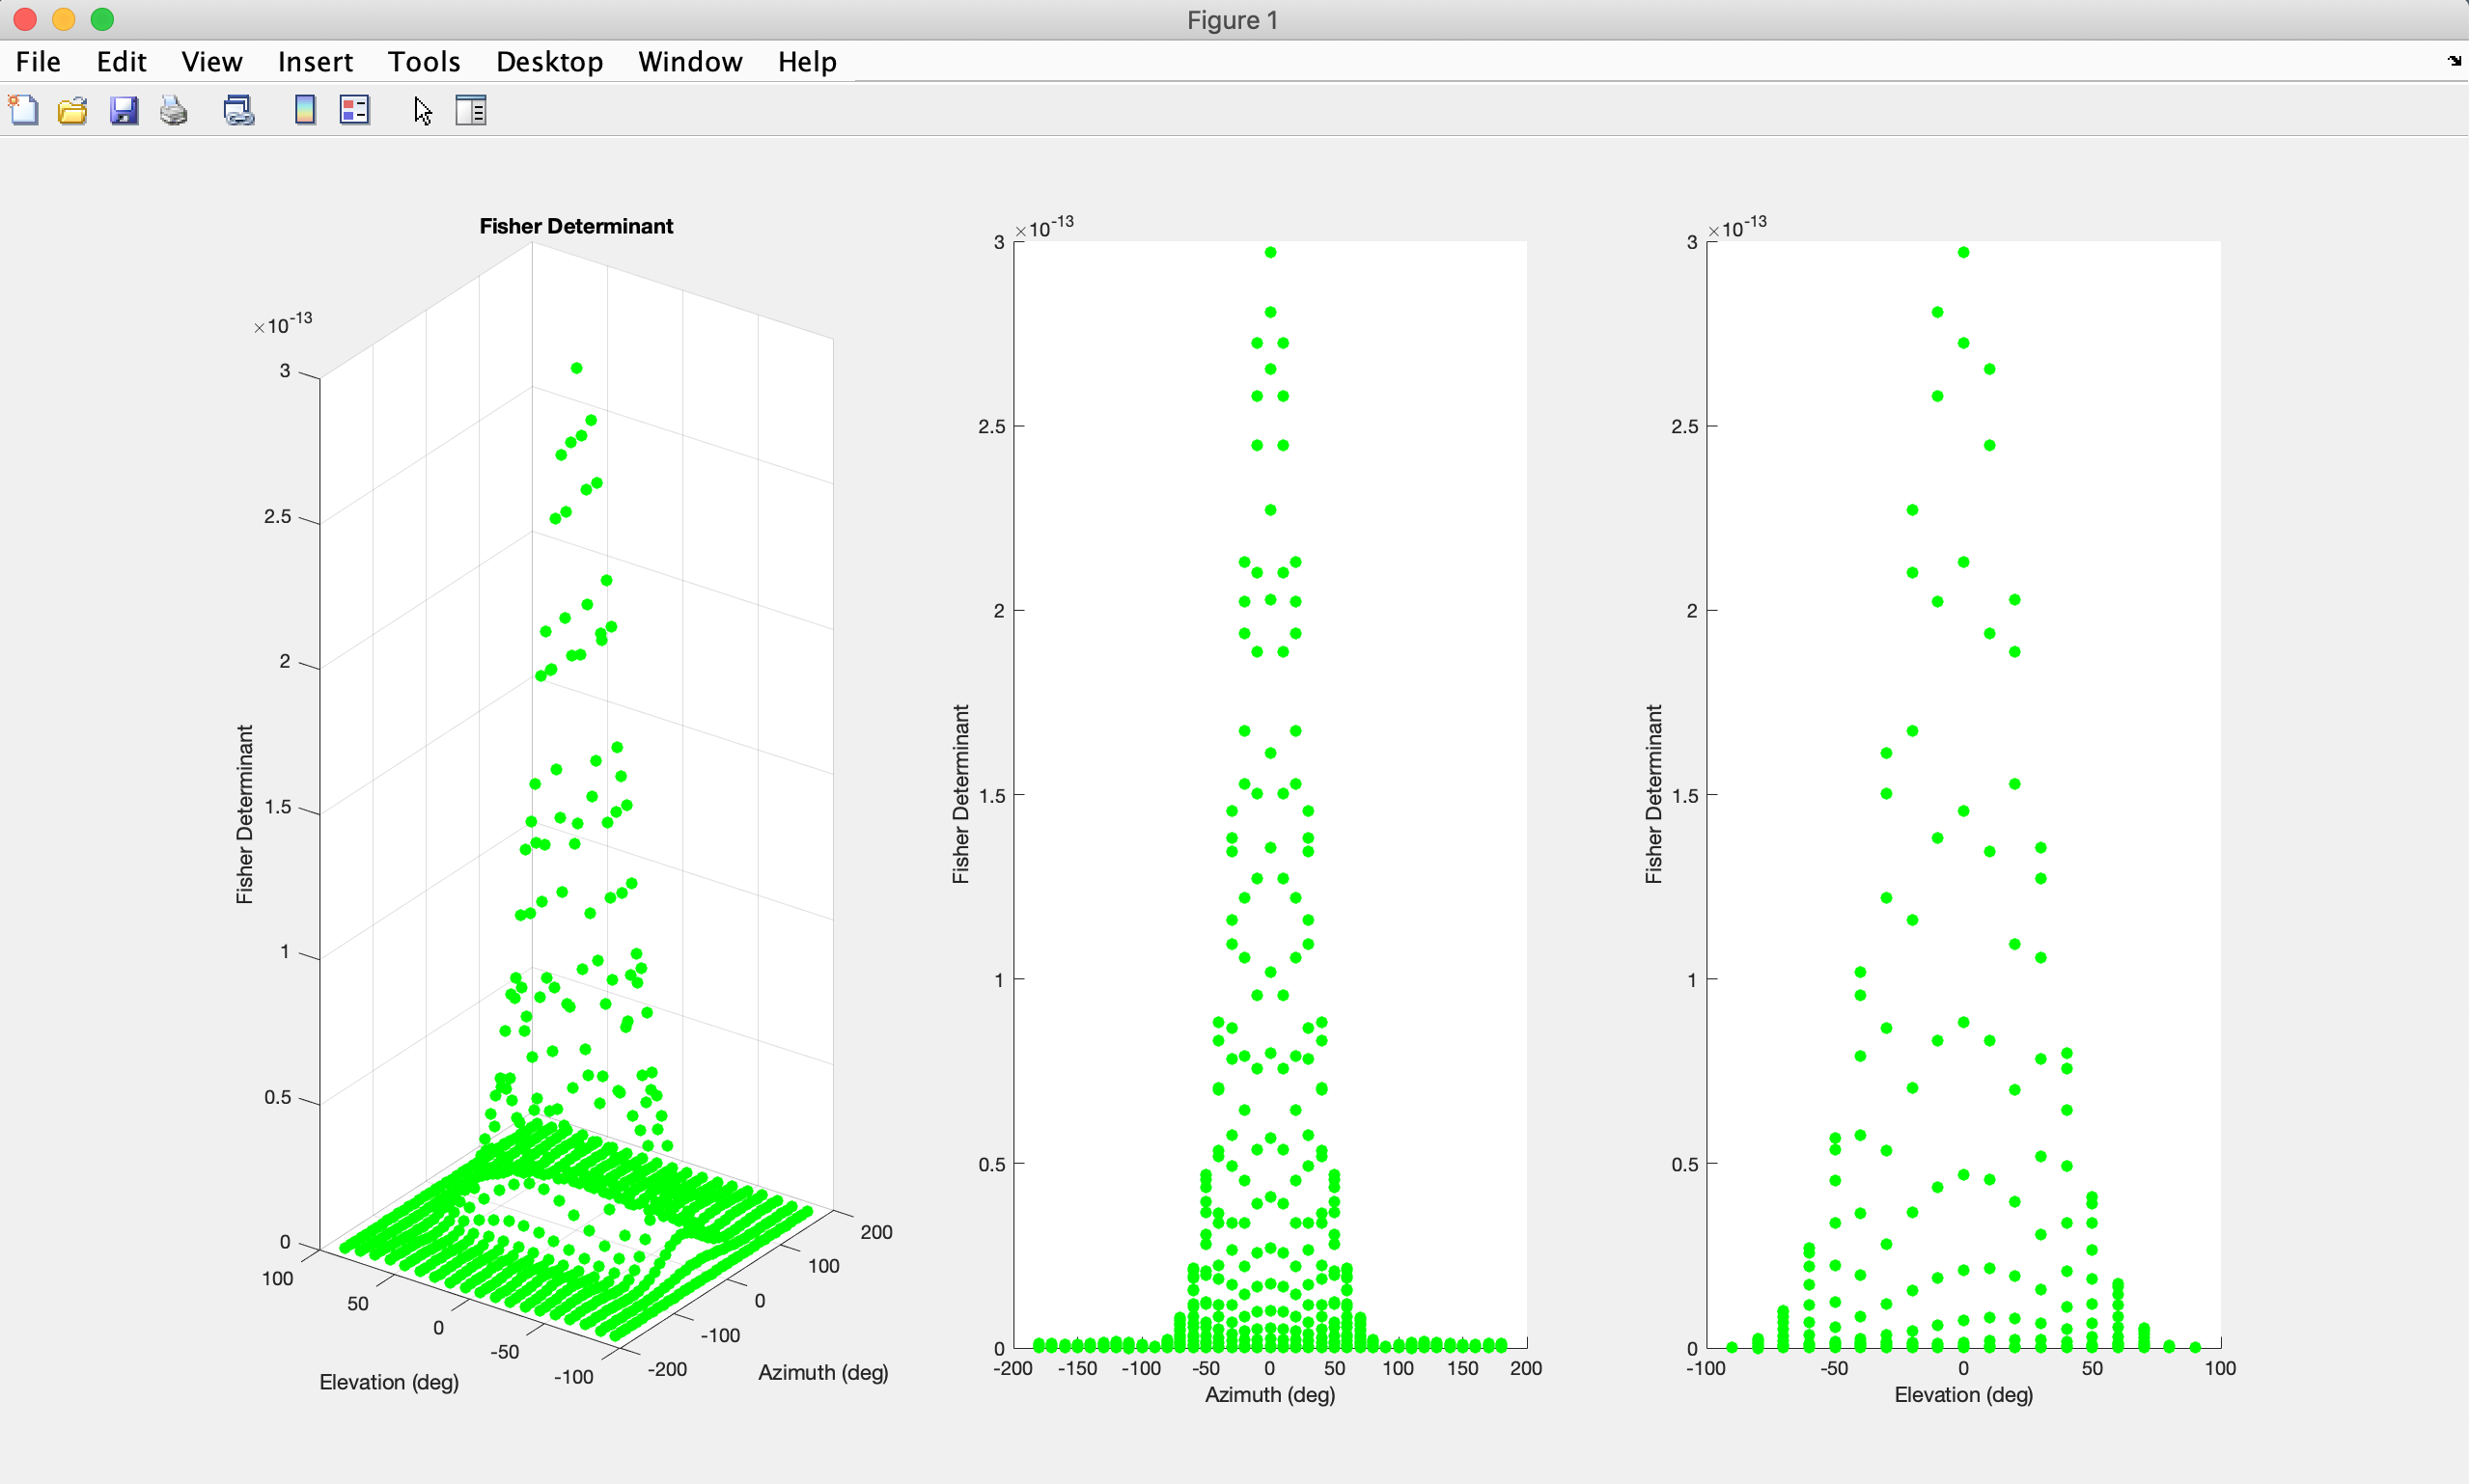 Figure 1
File Edit View Insert Tools Desktop Window Help
Fisher Determinant
×10-13
3
2.5
2
1.5
1
0.5
0
Fisher Determinant
100
50
0
-50
-100
Elevation (deg)
200
100
0
-100
-200
Azimuth (deg)
×10-13
3
2.5
2
1.5
1
0.5
0
Fisher Determinant
-200 -150 -100 -50 0 50 100 150 200
Azimuth (deg)
×10-13
3
2.5
2
1.5
1
0.5
0
Fisher Determinant
-100 -50 0 50 100
Elevation (deg)